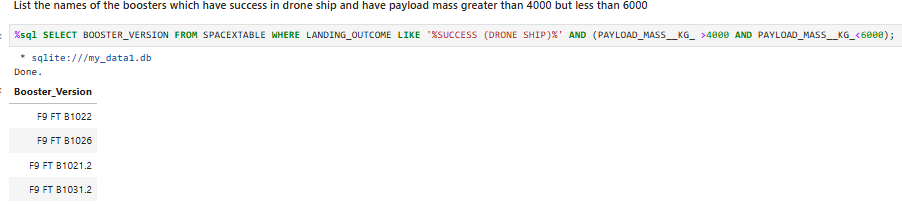 List the names of the boosters which have success in drone ship and have payload mass greater than 4000 but less than 6000
%sql SELECT BOOSTER_VERSION FROM SPACEXTABLE WHERE LANDING_OUTCOME LIKE '%SUCCESS (DRONE SHIP)%' AND (PAYLOAD_MASS__KG_ >4000 AND PAYLOAD_MASS__KG_<6000);
* sqlite:///my_data1.db
Done.
Booster_Version
F9 FT B1022
F9 FT B1026
F9 FT B1021.2
F9 FT B1031.2